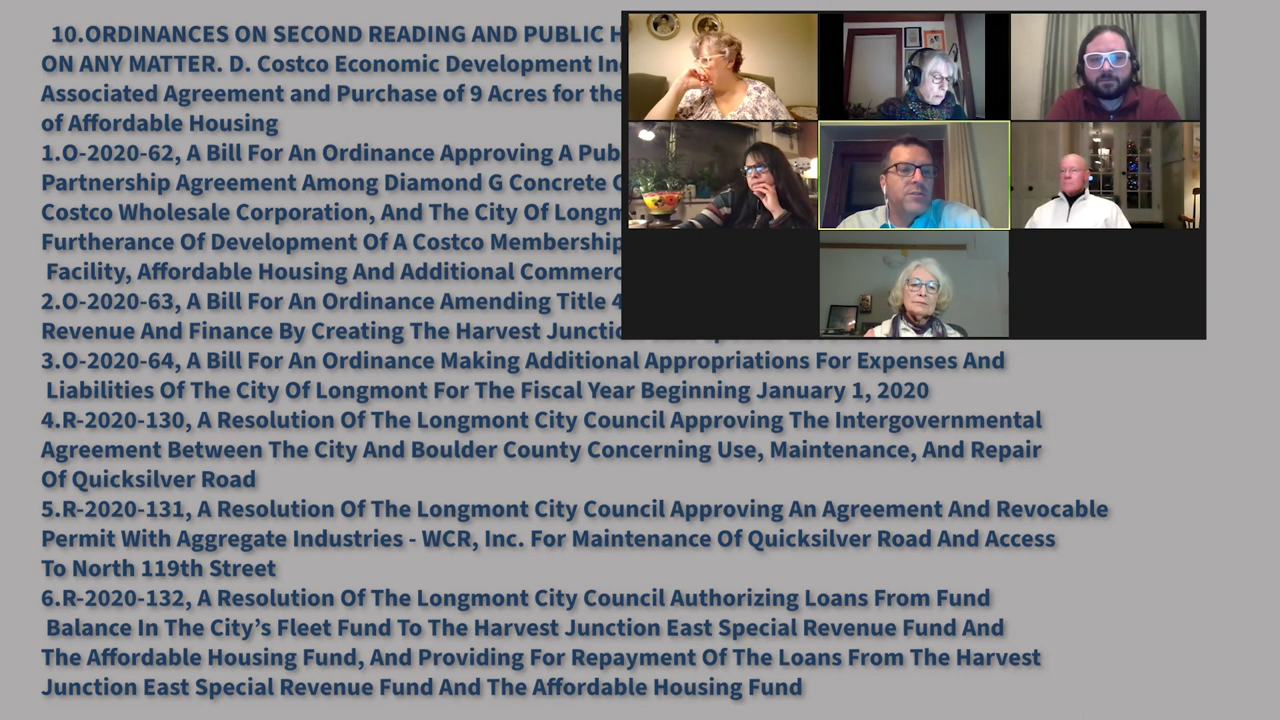 10.ORDINANCES ON SECOND READING AND PUBLIC
ON ANY MATTER. D. Costco Economic Development
Associated Agreement and Purchase of 9 Acres for the
of Affordable Housing
1.O-2020-62, A Bill For An Ordinance Approving A
Partnership Agreement Among Diamond G Concrete
Costco Wholesale Corporation, And The City Of
Furtherance Of Development Of A Costco Membership
Facility, Affordable Housing And Additional
2.O-2020-63, A Bill For An Ordinance Amending Title 4
Revenue And Finance By Creating The Harvest
3.O-2020-64, A Bill For An Ordinance Making Additional Appropriations For Expenses And
Liabilities Of The City Of Longmont For The Fiscal Year Beginning January 1, 2020
4.R-2020-130, A Resolution Of The Longmont City Council Approving The Intergovernmental
Agreement Between The City And Boulder County Concerning Use, Maintenance, And Repair
Of Quicksilver Road
5.R-2020-131, A Resolution Of The Longmont City Council Approving An Agreement And Revocable
Permit With Aggregate Industries - WCR, Inc. For Maintenance Of Quicksilver Road And Access
To North 119th Street
6.R-2020-132, A Resolution Of The Longmont City Council Authorizing Loans From Fund
Balance In The City’s Fleet Fund To The Harvest Junction East Special Revenue Fund And
The Affordable Housing Fund, And Providing For Repayment Of The Loans From The Harvest
Junction East Special Revenue Fund And The Affordable Housing Fund